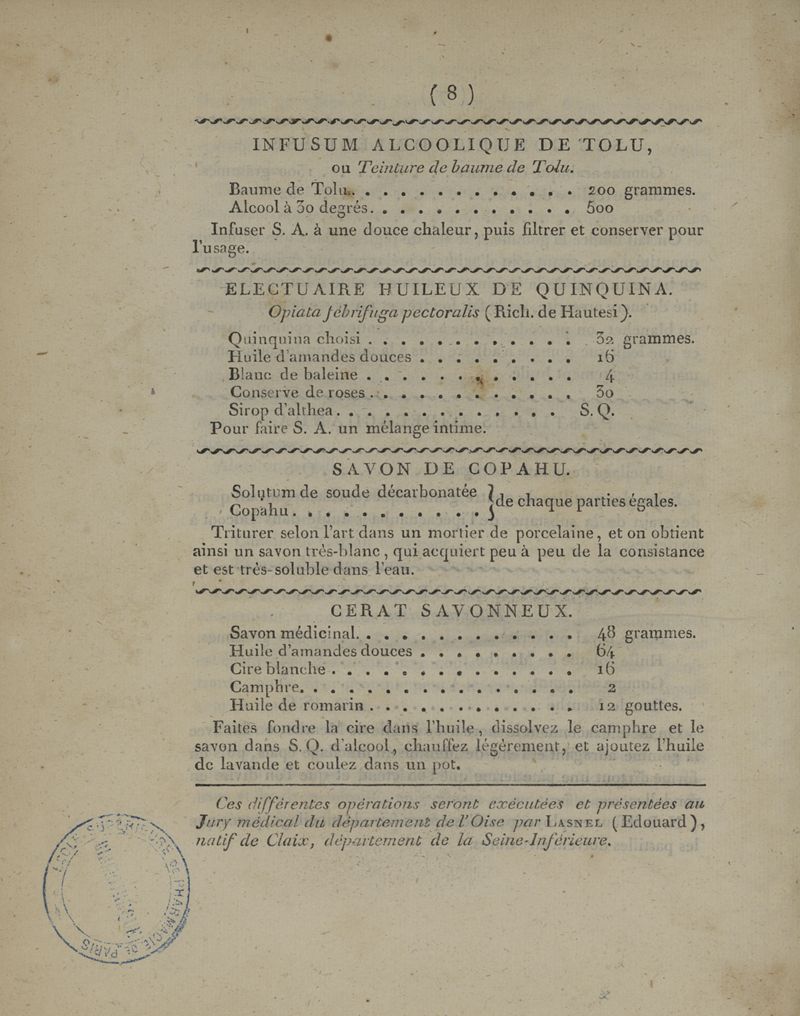 ( 8 )
INFUSUM ALCOOLIQUE DE TOLU,
ou Teinture de baume de Tolu.
Baume de Tolu. . . . . . . . . . . . . 200 grammes.
Alcool à 30 degrés. . . . . . . . . . . . 500
Infuser S. A. à une douce chaleur, puis filtrer et conserver pour
l'usage.
ELECTUAIRE HUILEUX DE QUINQUINA.
Opiata febrifuga pectoralis (Rich. de Hautesi).
Quinquina choisi . . . . . . . . . . . . 32 grammes.
Huile d'amandes douces . . . . . . . . . 16
Blanc de baleine . . . . . . . . . . . . 4
Conserve de roses . . . . . . . . . . . . 30
Sirop d'althea. . . . . . . . . . . . . S. Q.
Pour faire S. A. un mélange intime.
SAVON DE COPAHU.
Solutum de soude décarbonatée } de chaque parties égales.
Copahu. . . . . . . . . . . }
Triturer selon l'art dans un mortier de porcelaine, et on obtient
ainsi un savon très-blanc, qui acquiert peu à peu de la consistance
et est très-soluble dans l'eau.
CERAT SAVONNEUX.
Savon médicinal. . . . . . . . . . . . . 48 grammes.
Huile d'amandes douces . . . . . . . . . 64
Cire blanche . . . . . . . . . . . . . . 16
Camphre. . . . . . . . . . . . . . . . 2
Huile de romarin . . . . . . . . . . . . 12 gouttes.
Faites fondre la cire dans l'huile, dissolvez le camphre et le
savon dans S. Q. d'alcool, chauffez légèrement, et ajoutez l'huile
de lavande et coulez dans un pot.
Ces différentes opérations seront exécutées et présentées au
Jury médical du département de l'Oise par LASNEL (Edouard),
natif de Claix, département de la Seine-Inférieure.
PHARMACIE DE PARIS